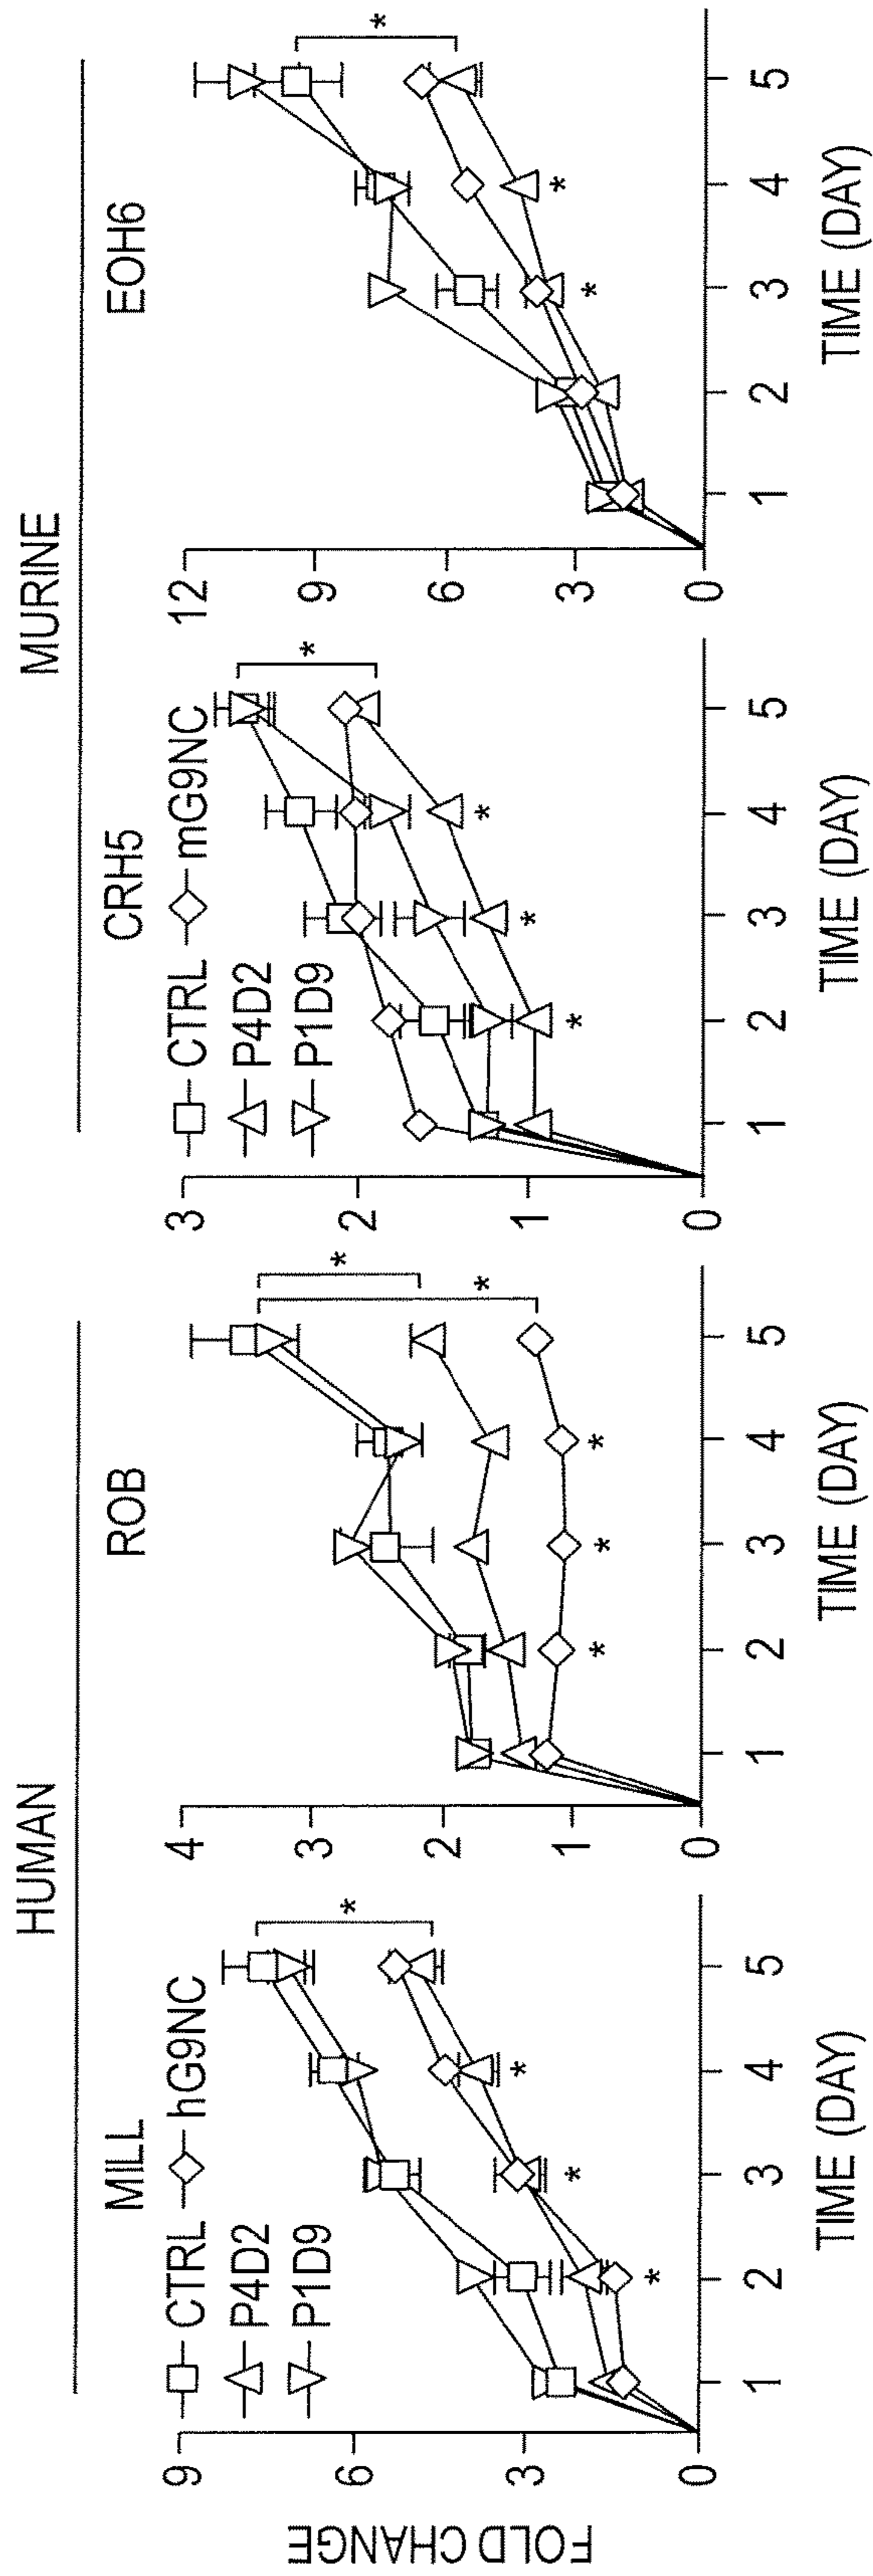 HUMAN
MURINE
MILL
ROB
CRH5
EOH6
CTRL
hG9NC
P4D2
P1D9
CTRL
mG9NC
P4D2
P1D9
FOLD CHANGE
9
6
3
0
* * * *
1 2 3 4 5
TIME (DAY)
4
3
2
1
0
* * * * *
1 2 3 4 5
TIME (DAY)
3
2
1
0
* * * *
1 2 3 4 5
TIME (DAY)
12
9
6
3
0
* * *
1 2 3 4 5
TIME (DAY)